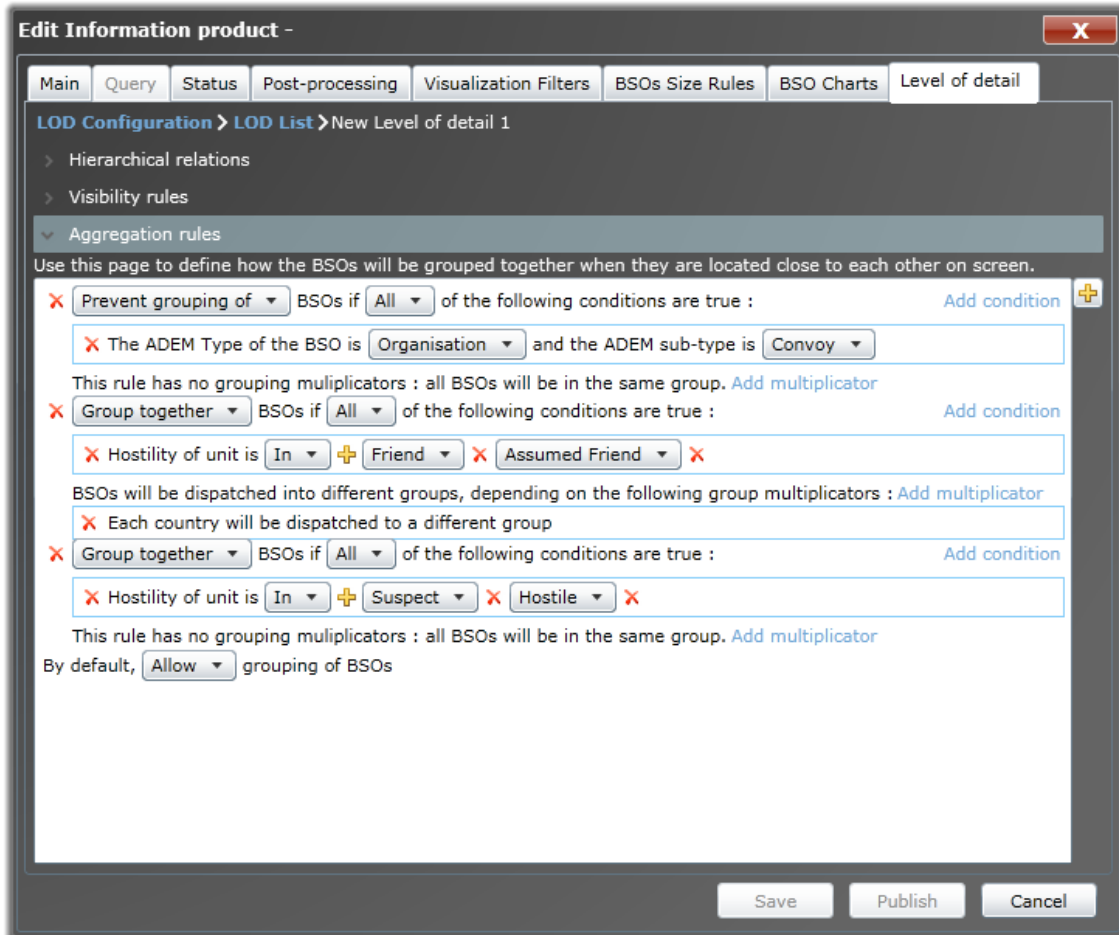 Edit Information product -
X
Main Query Status Post-processing Visualization Filters BSOs Size Rules BSO Charts Level of detail
LOD Configuration > LOD List > New Level of detail 1
Hierarchical relations
Visibility rules
Aggregation rules
Use this page to define how the BSOs will be grouped together when they are located close to each other on screen.
Prevent grouping of BSOs if All of the following conditions are true : Add condition
The ADEM Type of the BSO is Organisation and the ADEM sub-type is Convoy
This rule has no grouping muliplicators : all BSOs will be in the same group. Add multiplicator
Group together BSOs if All of the following conditions are true : Add condition
Hostility of unit is In Friend Assumed Friend
BSOs will be dispatched into different groups, depending on the following group multiplicators : Add multiplicator
Each country will be dispatched to a different group
Group together BSOs if All of the following conditions are true : Add condition
Hostility of unit is In Suspect Hostile
This rule has no grouping muliplicators : all BSOs will be in the same group. Add multiplicator
By default, Allow grouping of BSOs
Save Publish Cancel